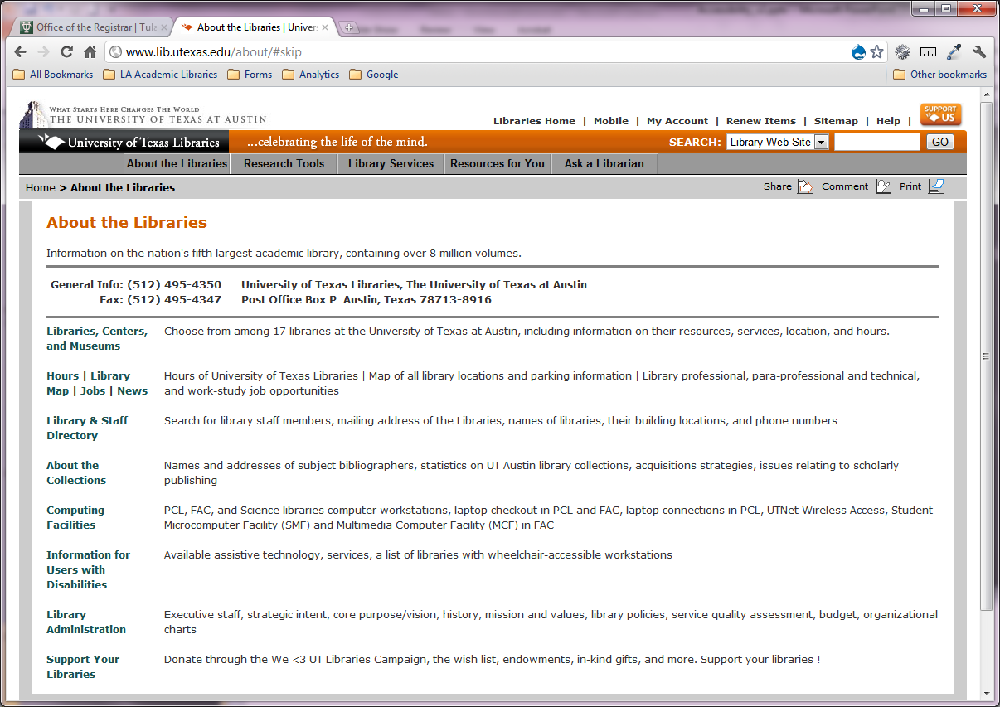 Office of the Registrar | Tula
About the Libraries | Univer
www.lib.utexas.edu/about/#skip
All Bookmarks LA Academic Libraries Forms Analytics Google Other bookmarks
WHAT STARTS HERE CHANGES THE WORLD
THE UNIVERSITY OF TEXAS AT AUSTIN
Libraries Home | Mobile | My Account | Renew Items | Sitemap | Help |
SUPPORT
US
University of Texas Libraries ...celebrating the life of the mind. SEARCH: Library Web Site GO
About the Libraries Research Tools Library Services Resources for You Ask a Librarian
Home > About the Libraries Share Comment Print
About the Libraries
Information on the nation's fifth largest academic library, containing over 8 million volumes.
General Info: (512) 495-4350 University of Texas Libraries, The University of Texas at Austin
Fax: (512) 495-4347 Post Office Box P Austin, Texas 78713-8916
Libraries, Centers,
and Museums
Choose from among 17 libraries at the University of Texas at Austin, including information on their resources, services, location, and hours.
Hours | Library
Map | Jobs | News
Hours of University of Texas Libraries | Map of all library locations and parking information | Library professional, para-professional and technical,
and work-study job opportunities
Library & Staff
Directory
Search for library staff members, mailing address of the Libraries, names of libraries, their building locations, and phone numbers
About the
Collections
Names and addresses of subject bibliographers, statistics on UT Austin library collections, acquisitions strategies, issues relating to scholarly
publishing
Computing
Facilities
PCL, FAC, and Science libraries computer workstations, laptop checkout in PCL and FAC, laptop connections in PCL, UTNet Wireless Access, Student
Microcomputer Facility (SMF) and Multimedia Computer Facility (MCF) in FAC
Information for
Users with
Disabilities
Available assistive technology, services, a list of libraries with wheelchair-accessible workstations
Library
Administration
Executive staff, strategic intent, core purpose/vision, history, mission and values, library policies, service quality assessment, budget, organizational
charts
Support Your
Libraries
Donate through the We <3 UT Libraries Campaign, the wish list, endowments, in-kind gifts, and more. Support your libraries !